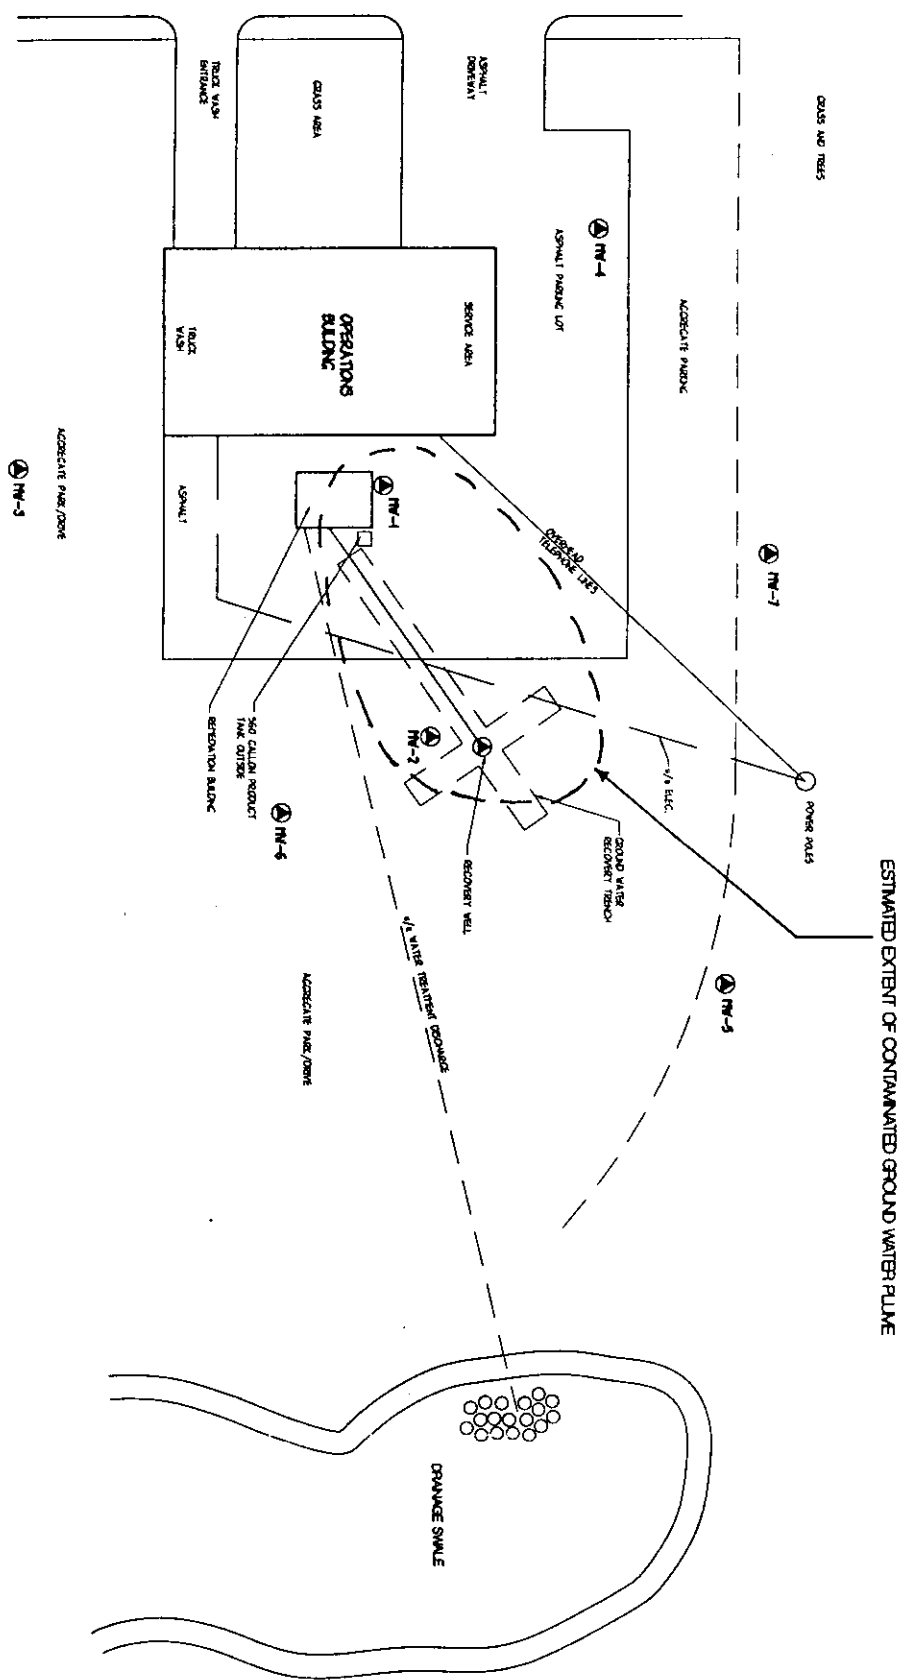 ESTIMATED EXTENT OF CONTAMINATED GROUND WATER PLUME
GRASS AND TREES
POWER POLES
MW-7
MW-5
AGGREGATE PARKING
u/g ELEC.
OVERHEAD
TELEPHONE LINES
GROUND WATER
RECOVERY TRENCH
MW-4
ASPHALT PARKING LOT
ASPHALT
DRIVEWAY
SERVICE AREA
RECOVERY WELL
MW-1
MW-2
u/g WATER TREATMENT DISCHARGE
DRAINAGE SWALE
GRASS AREA
OPERATIONS
BUILDING
AGGREGATE PARK/DRIVE
MW-6
560 GALLON PRODUCT
TANK OUTSIDE
REMEDIATION BUILDING
TRUCK WASH
ENTRANCE
TRUCK
WASH
ASPHALT
AGGREGATE PARK/DRIVE